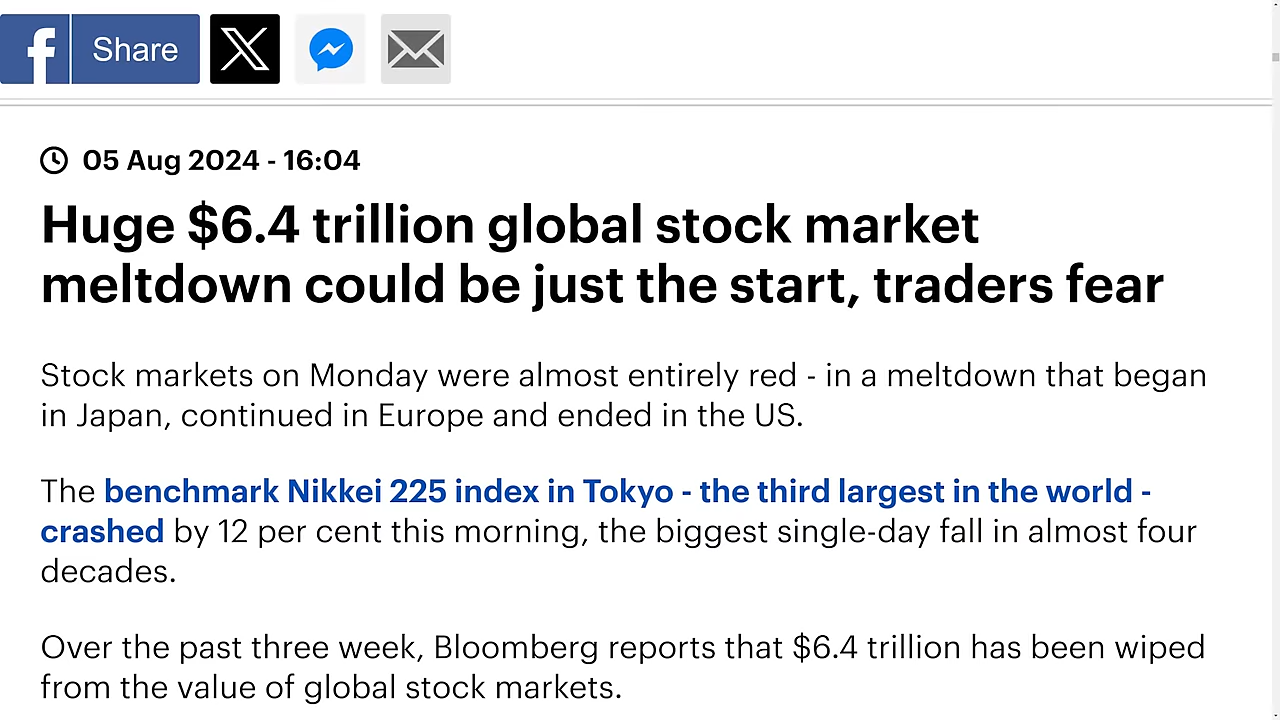 Share
05 Aug 2024 - 16:04
Huge $6.4 trillion global stock market
meltdown could be just the start, traders fear
Stock markets on Monday were almost entirely red - in a meltdown that began
in Japan, continued in Europe and ended in the US.
The benchmark Nikkei 225 index in Tokyo - the third largest in the world -
crashed by 12 per cent this morning, the biggest single-day fall in almost four
decades.
Over the past three week, Bloomberg reports that $6.4 trillion has been wiped
from the value of global stock markets.